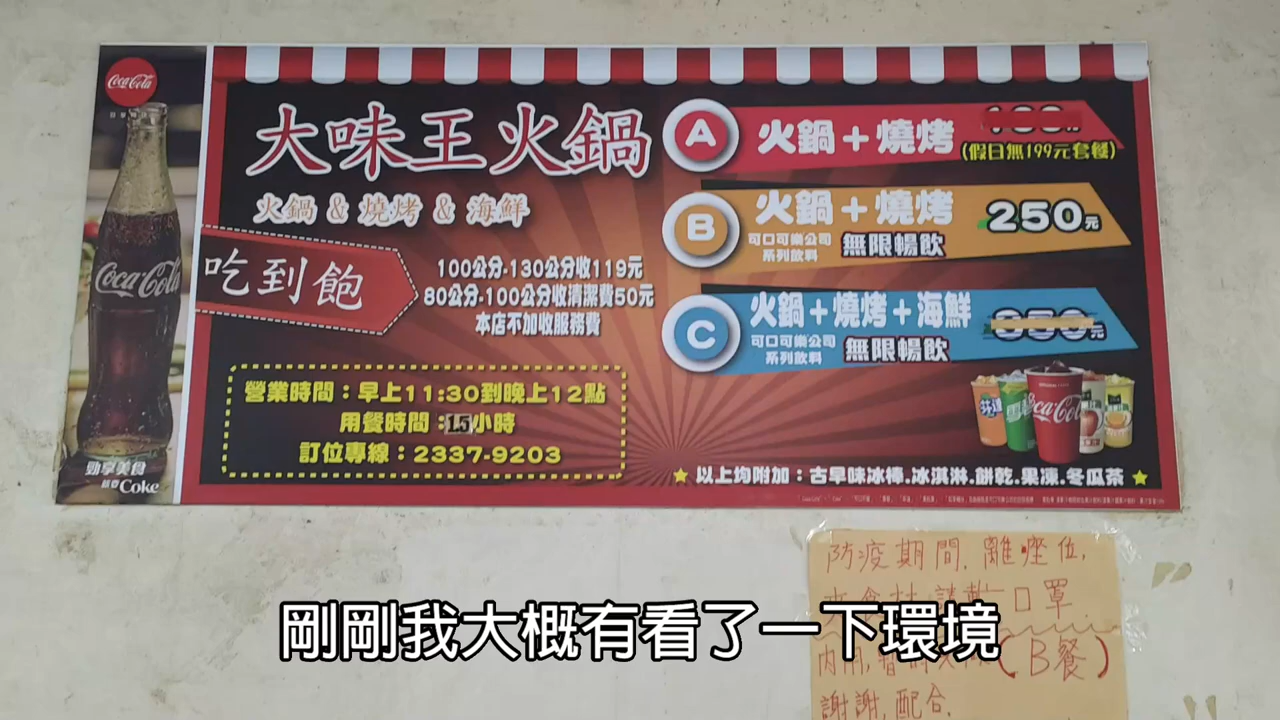 Coca-Cola
Coca-Cola
勁享美食
就要Coke
大味王火鍋
火鍋 & 燒烤 & 海鮮
吃到飽
100公分-130公分收119元
80公分-100公分收清潔費50元
本店不加收服務費
營業時間：早上11:30到晚上12點
用餐時間：1.5小時
訂位專線：2337-9203
A
火鍋＋燒烤
(假日無199元套餐)
B
火鍋＋燒烤
250元
可口可樂公司
系列飲料
無限暢飲
C
火鍋＋燒烤＋海鮮
元
可口可樂公司
系列飲料
無限暢飲
Coca-Cola
★以上均附加：古早味冰棒.冰淇淋.餅乾.果凍.冬瓜茶★
防疫期間, 離座位,
口罩
(B餐)
謝謝, 配合.
剛剛我大概有看了一下環境